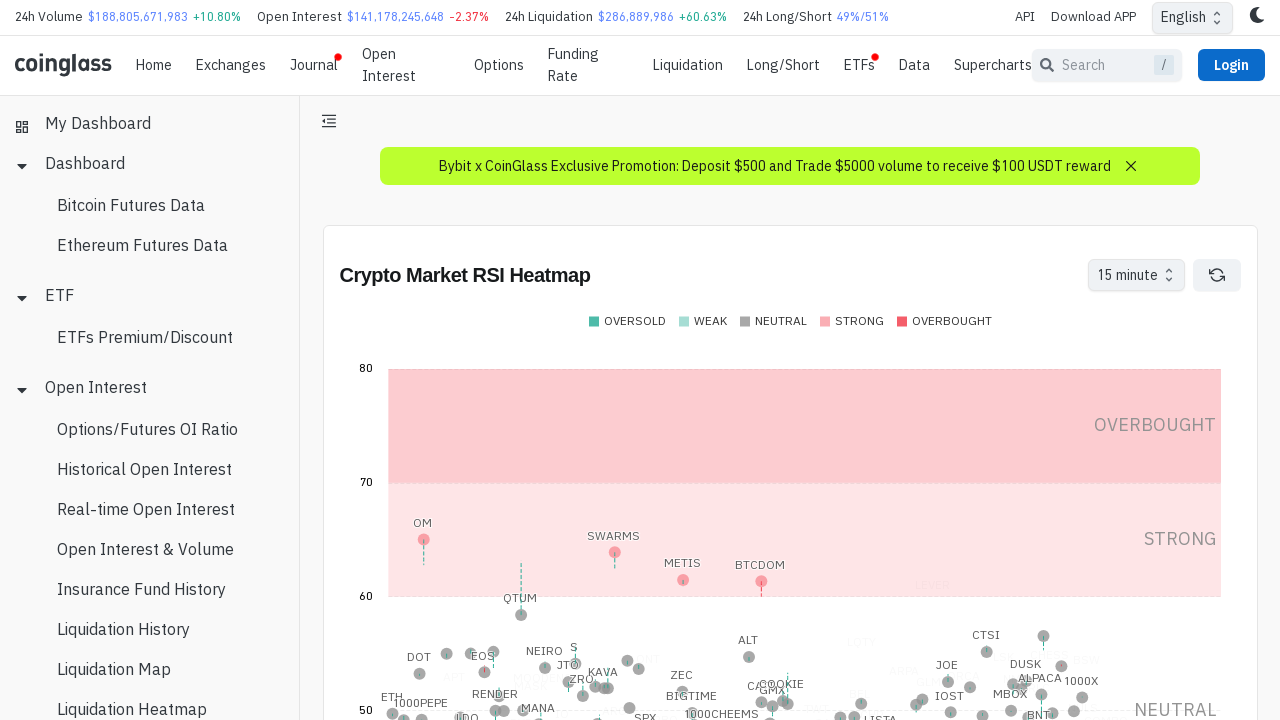 24h Volume $188,805,671,983 +10.80% Open Interest $141,178,245,648 -2.37% 24h Liquidation $286,889,986 +60.63% 24h Long/Short 49%/51% API Download APP English
coinglass Home Exchanges Journal Open Interest Options Funding Rate Liquidation Long/Short ETFs Data Supercharts Search / Login
My Dashboard
Dashboard
Bitcoin Futures Data
Ethereum Futures Data
ETF
ETFs Premium/Discount
Open Interest
Options/Futures OI Ratio
Historical Open Interest
Real-time Open Interest
Open Interest & Volume
Insurance Fund History
Liquidation History
Liquidation Map
Liquidation Heatmap
Bybit x CoinGlass Exclusive Promotion: Deposit $500 and Trade $5000 volume to receive $100 USDT reward
Crypto Market RSI Heatmap
15 minute
OVERSOLD WEAK NEUTRAL STRONG OVERBOUGHT
80
OVERBOUGHT
70
OM
SWARMS
STRONG
METIS
BTCDOM
LEVER
60
QTUM
CTSI
ALT
S
NEIRO
EOS
DOT
JTO
JOE
DUSK
KAVA
ZEC
ZRO
ALPACA
1000X
COOKIE
GMX
ETH
RENDER
BIGTIME
IOST
MBOX
1000PEPE
MANA
50
NEUTRAL
1000CHEEMS
BNT
SPX
LISTA